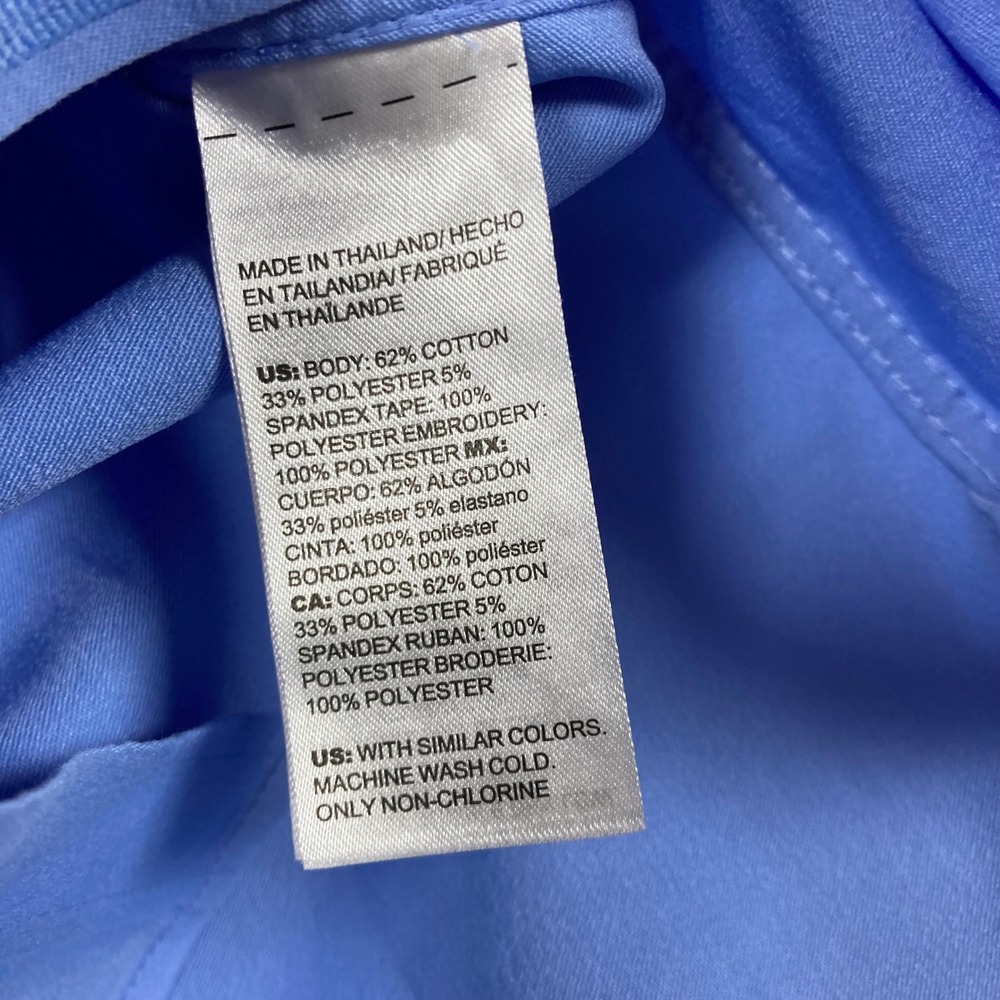 MADE IN THAILAND/ HECHO
EN TAILANDIA/ FABRIQUÉ
EN THAÏLANDE
US: BODY: 62% COTTON
33% POLYESTER 5%
SPANDEX TAPE: 100%
POLYESTER EMBROIDERY:
100% POLYESTER MX:
CUERPO: 62% ALGODÓN
33% poliéster 5% elastano
CINTA: 100% poliéster
BORDADO: 100% poliéster
CA: CORPS: 62% COTON
33% POLYESTER 5%
SPANDEX RUBAN: 100%
POLYESTER BRODERIE:
100% POLYESTER
US: WITH SIMILAR COLORS.
MACHINE WASH COLD.
ONLY NON-CHLORINE